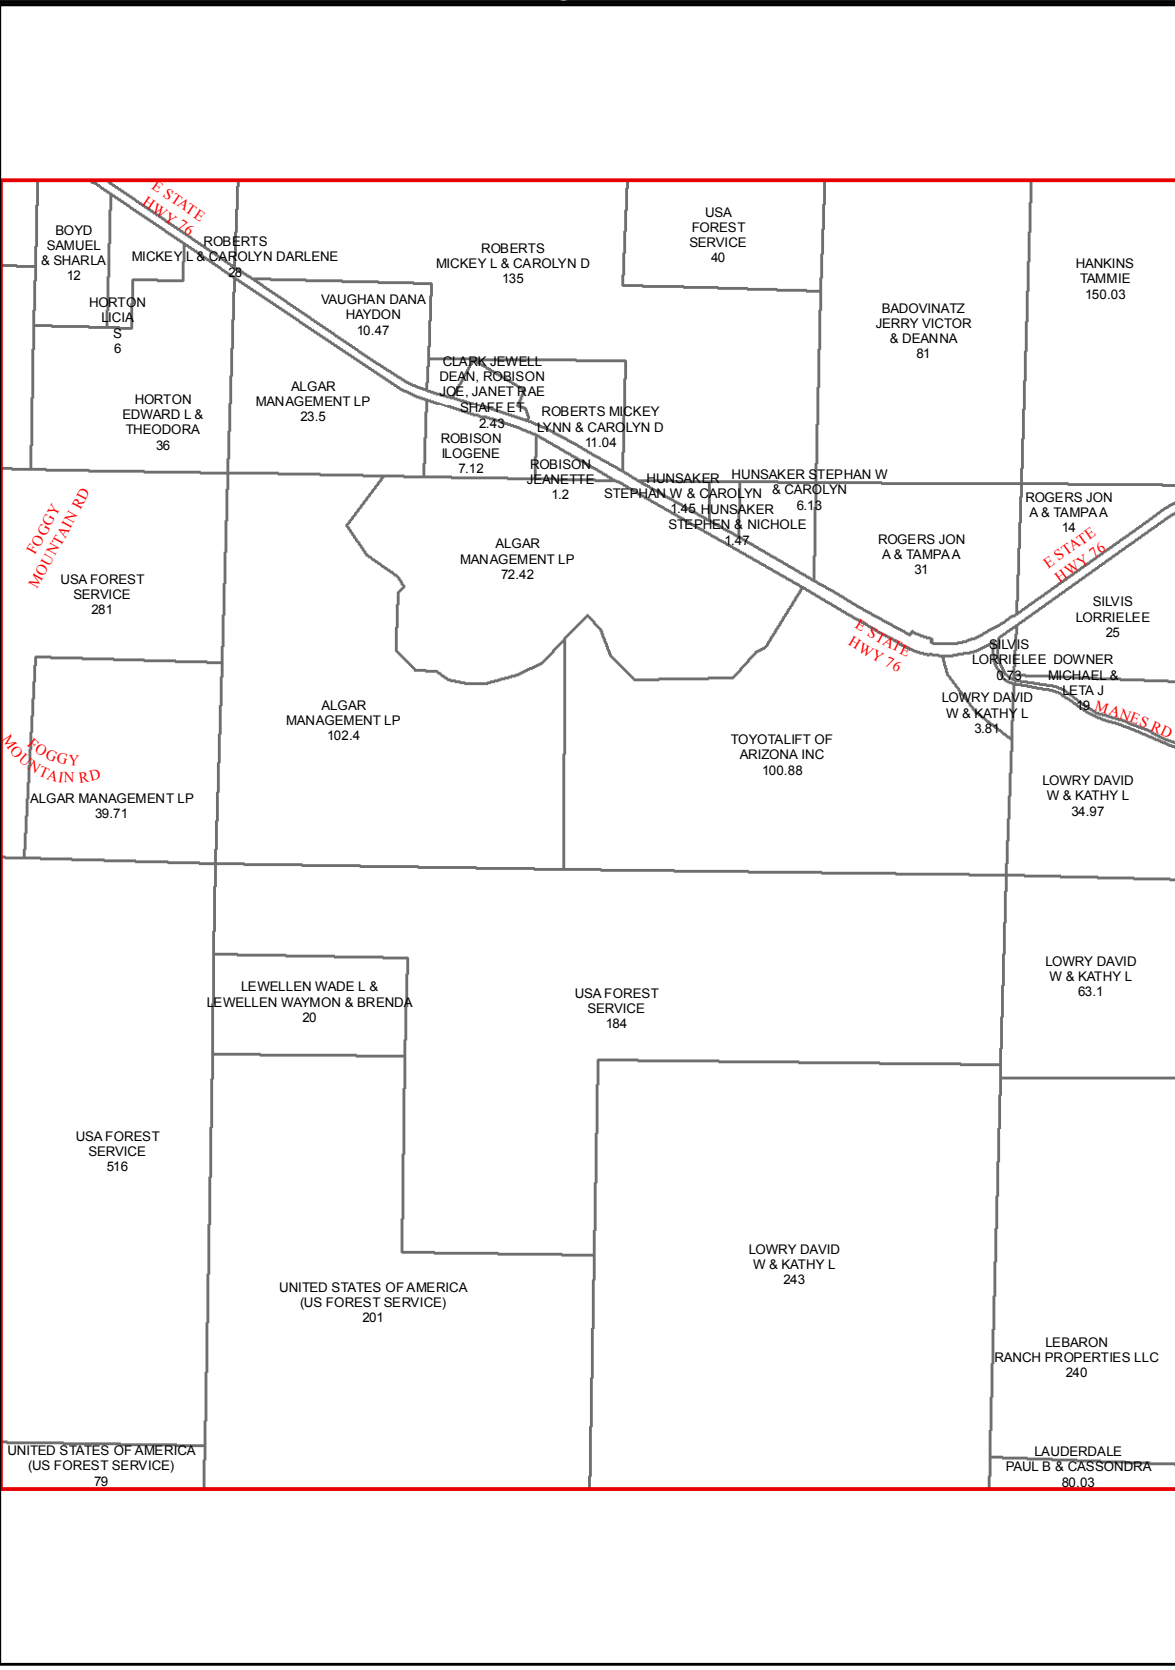 E STATE
HWY 76
BOYD
SAMUEL
& SHARLA
12
ROBERTS
MICKEY L & CAROLYN DARLENE
28
HORTON
LICIA
S
6
HORTON
EDWARD L &
THEODORA
36
VAUGHAN DANA
HAYDON
10.47
ROBERTS
MICKEY L & CAROLYN D
135
USA
FOREST
SERVICE
40
BADOVINATZ
JERRY VICTOR
& DEANNA
81
HANKINS
TAMMIE
150.03
ALGAR
MANAGEMENT LP
23.5
CLARK JEWELL
DEAN, ROBISON
JOE, JANET RAE
SHAFF ET
2.43
ROBERTS MICKEY
LYNN & CAROLYN D
11.04
ROBISON
ILOGENE
7.12
ROBISON
JEANETTE
1.2
HUNSAKER
STEPHAN W & CAROLYN
1.45
HUNSAKER STEPHAN W
& CAROLYN
6.13
HUNSAKER
STEPHEN & NICHOLE
1.47
ROGERS JON
A & TAMPA A
31
ROGERS JON
A & TAMPA A
14
E STATE
HWY 76
FOGGY
MOUNTAIN RD
USA FOREST
SERVICE
281
ALGAR
MANAGEMENT LP
72.42
SILVIS
LORRIELEE
25
E STATE
HWY 76
SILVIS
LORRIELEE
0.73
DOWNER
MICHAEL &
LETA J
19
MANES RD
LOWRY DAVID
W & KATHY L
3.81
ALGAR
MANAGEMENT LP
102.4
TOYOTALIFT OF
ARIZONA INC
100.88
FOGGY
MOUNTAIN RD
ALGAR MANAGEMENT LP
39.71
LOWRY DAVID
W & KATHY L
34.97
LEWELLEN WADE L &
LEWELLEN WAYMON & BRENDA
20
USA FOREST
SERVICE
184
LOWRY DAVID
W & KATHY L
63.1
USA FOREST
SERVICE
516
LOWRY DAVID
W & KATHY L
243
UNITED STATES OF AMERICA
(US FOREST SERVICE)
201
LEBARON
RANCH PROPERTIES LLC
240
UNITED STATES OF AMERICA
(US FOREST SERVICE)
79
LAUDERDALE
PAUL B & CASSONDRA
80.03